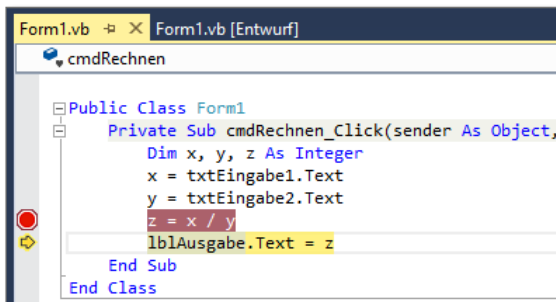 Form1.vb Form1.vb [Entwurf]
cmdRechnen
Public Class Form1
Private Sub cmdRechnen_Click(sender As Object,
Dim x, y, z As Integer
x = txtEingabe1.Text
y = txtEingabe2.Text
z = x / y
lblAusgabe.Text = z
End Sub
End Class